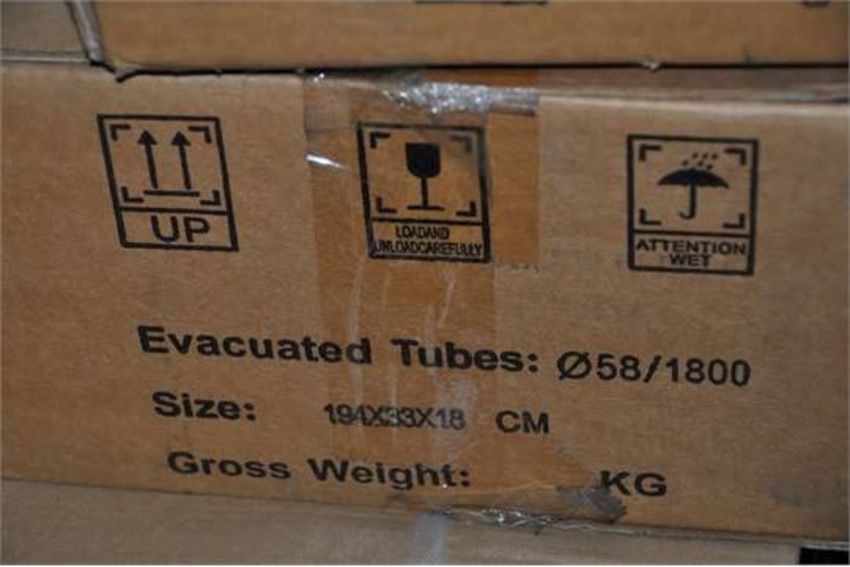 UP
LOADAND
UNLOADCAREFULLY
ATTENTION
WET
Evacuated Tubes: Ø58/1800
Size: 194X33X18 CM
Gross Weight: KG